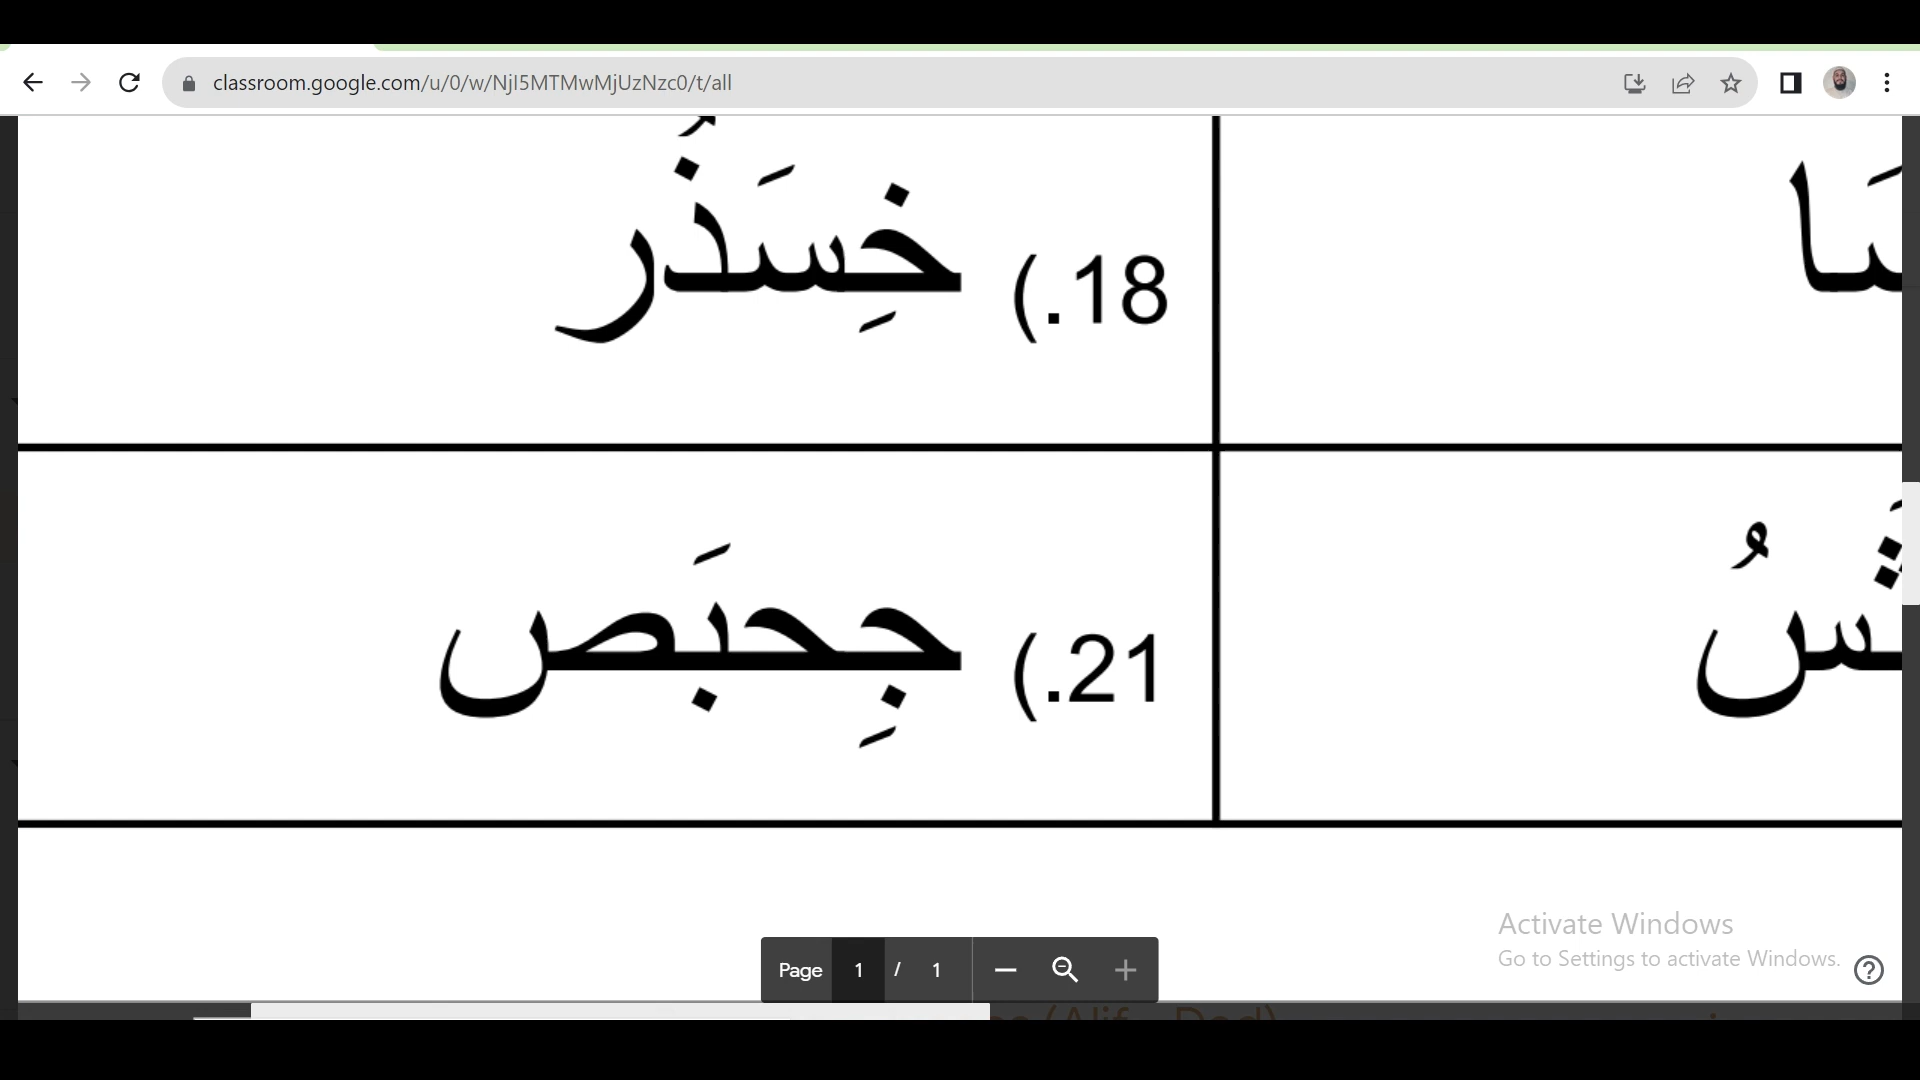 classroom.google.com/u/0/w/NjI5MTMwMjUzNzc0/t/all
18.) خِسَذُر
21.) جِحبَص
Page 1 / 1
Activate Windows
Go to Settings to activate Windows.